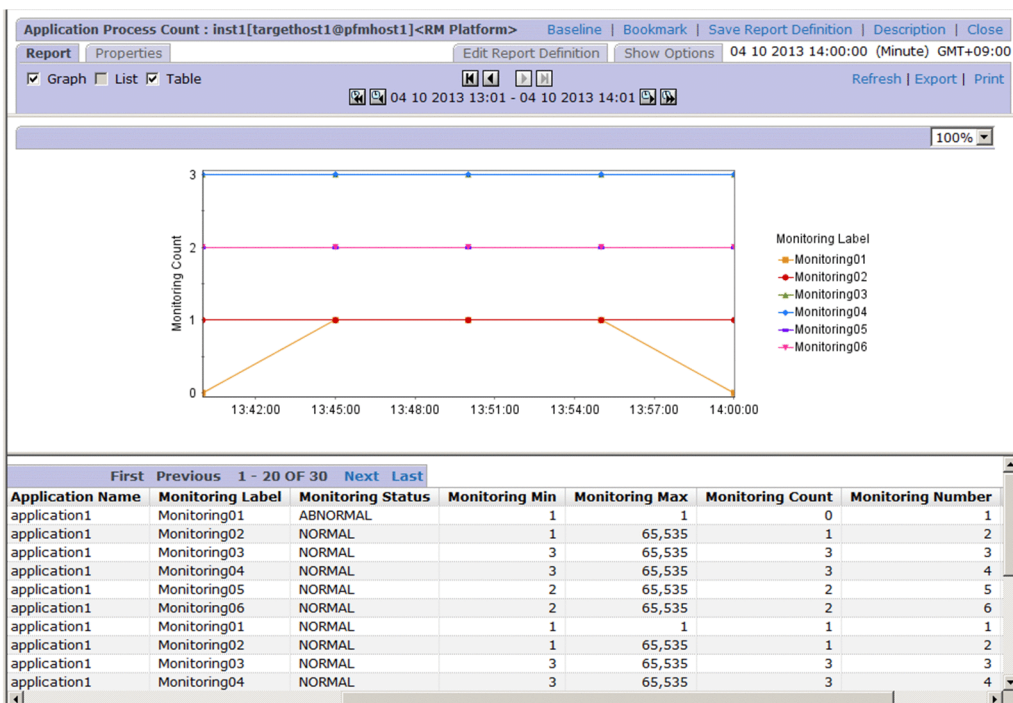 Application Process Count : inst1[targethost1@pfmhost1]<RM Platform> Baseline | Bookmark | Save Report Definition | Description | Close
Report Properties Edit Report Definition Show Options 04 10 2013 14:00:00 (Minute) GMT+09:00
Graph List Table Refresh | Export | Print
04 10 2013 13:01 - 04 10 2013 14:01
100%
3
2
1
0
Monitoring Count
13:42:00 13:45:00 13:48:00 13:51:00 13:54:00 13:57:00 14:00:00
Monitoring Label
Monitoring01
Monitoring02
Monitoring03
Monitoring04
Monitoring05
Monitoring06
First Previous 1 - 20 OF 30 Next Last
Application Name Monitoring Label Monitoring Status Monitoring Min Monitoring Max Monitoring Count Monitoring Number
application1 Monitoring01 ABNORMAL 1 1 0 1
application1 Monitoring02 NORMAL 1 65,535 1 2
application1 Monitoring03 NORMAL 3 65,535 3 3
application1 Monitoring04 NORMAL 3 65,535 3 4
application1 Monitoring05 NORMAL 2 65,535 2 5
application1 Monitoring06 NORMAL 2 65,535 2 6
application1 Monitoring01 NORMAL 1 1 1 1
application1 Monitoring02 NORMAL 1 65,535 1 2
application1 Monitoring03 NORMAL 3 65,535 3 3
application1 Monitoring04 NORMAL 3 65,535 3 4